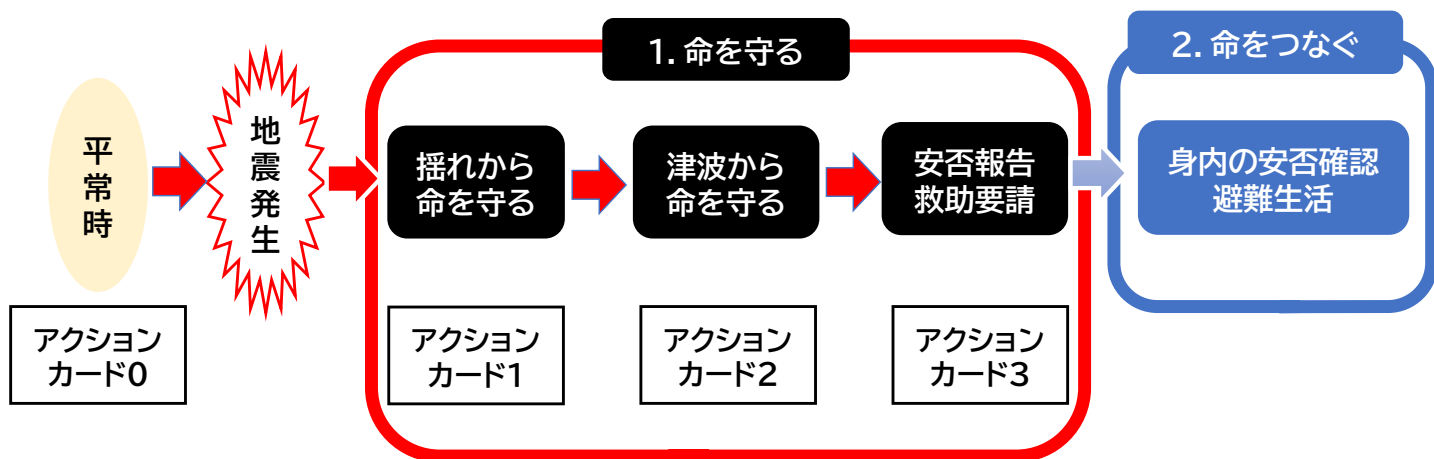 1. 命を守る
2. 命をつなぐ
平常時
地震発生
揺れから
命を守る
津波から
命を守る
安否報告
救助要請
身内の安否確認
避難生活
アクション
カード0
アクション
カード1
アクション
カード2
アクション
カード3